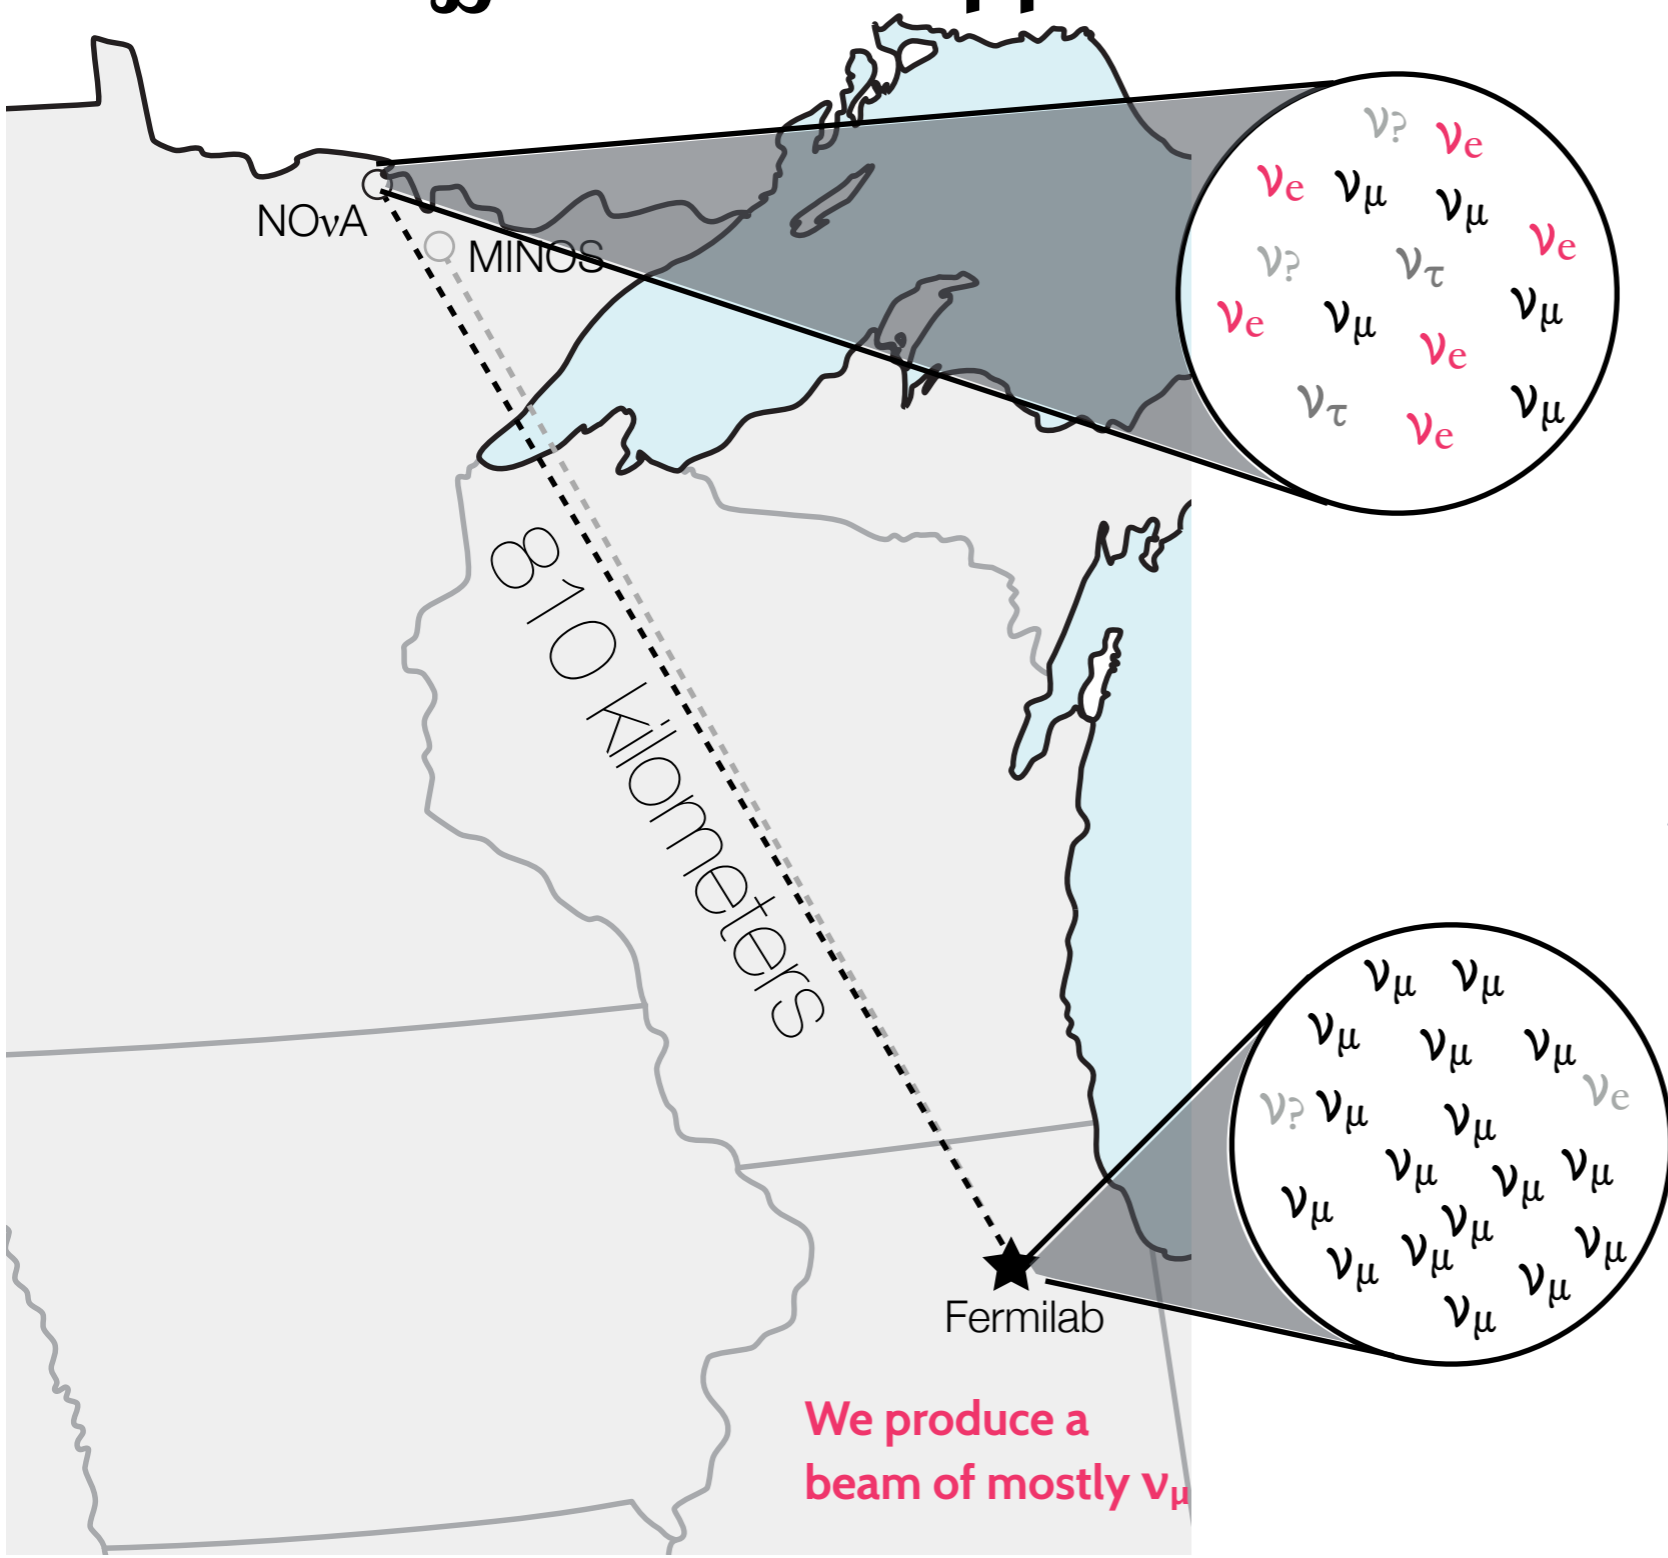 ν? νe
νe νμ νμ
νe
ν? ντ
νe νμ νμ
νe
ντ νe νμ
NOνA
MINOS
810 kilometers
νμ νμ
νμ νμ νμ
νe
ν? νμ νμ
νμ νμ νμ
νμ νμ
νμ νμ νμ
νμ
νμ
Fermilab
We produce a
beam of mostly νμ